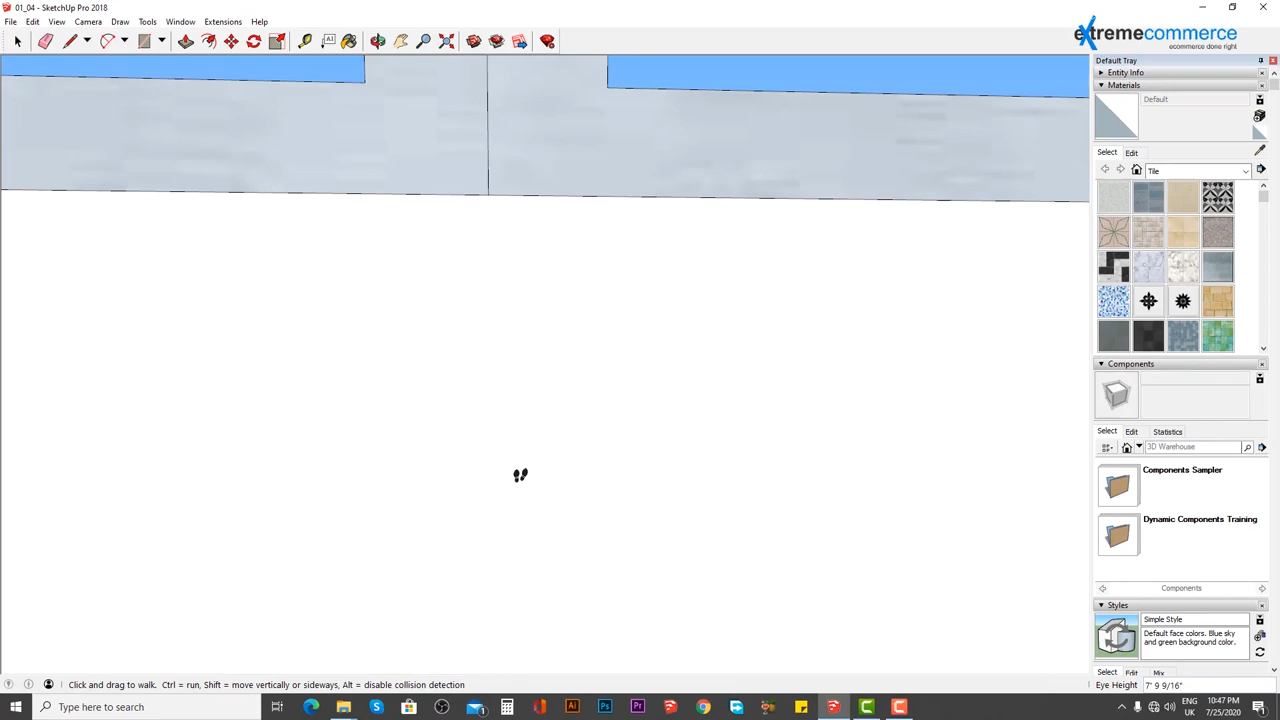 01_04 - SketchUp Pro 2018
File Edit View Camera Draw Tools Window Extensions Help
extremecommerce
ecommerce done right
Default Tray
Entity Info
Materials
Default
Select Edit
Tile
Components
Select Edit Statistics
3D Warehouse
Components Sampler
Dynamic Components Training
Components
Styles
Simple Style
Default face colors. Blue sky
and green background color.
Select Edit Mix
Click and drag to walk. Ctrl = run, Shift = move vertically or sideways, Alt = disable collision detection
Eye Height 7' 9 9/16"
Type here to search
Ai Ps Pr
ENG
UK
10:47 PM
7/25/2020